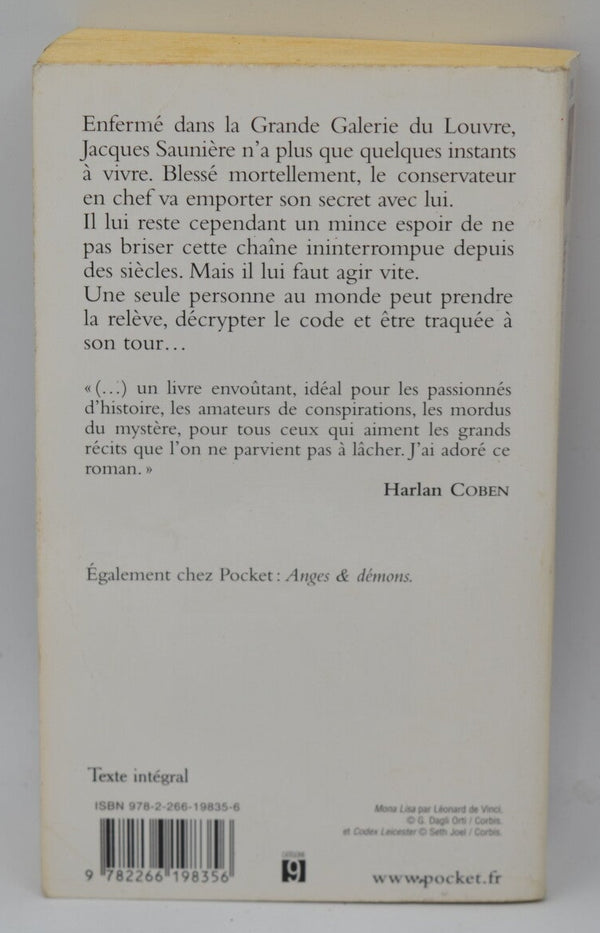 Enfermé dans la Grande Galerie du Louvre,
Jacques Saunière n'a plus que quelques instants
à vivre. Blessé mortellement, le conservateur
en chef va emporter son secret avec lui.
Il lui reste cependant un mince espoir de ne
pas briser cette chaîne ininterrompue depuis
des siècles. Mais il lui faut agir vite.
Une seule personne au monde peut prendre
la relève, décrypter le code et être traquée à
son tour…
« (…) un livre envoûtant, idéal pour les passionnés
d'histoire, les amateurs de conspirations, les mordus
du mystère, pour tous ceux qui aiment les grands
récits que l'on ne parvient pas à lâcher. J'ai adoré ce
roman. »
Harlan COBEN
Également chez Pocket : Anges & démons.
Texte intégral
ISBN 978-2-266-19835-6
9 782266 198356
CATÉGORIE
9
Mona Lisa par Léonard de Vinci,
© G. Dagli Orti / Corbis.
et Codex Leicester © Seth Joel / Corbis.
www.pocket.fr